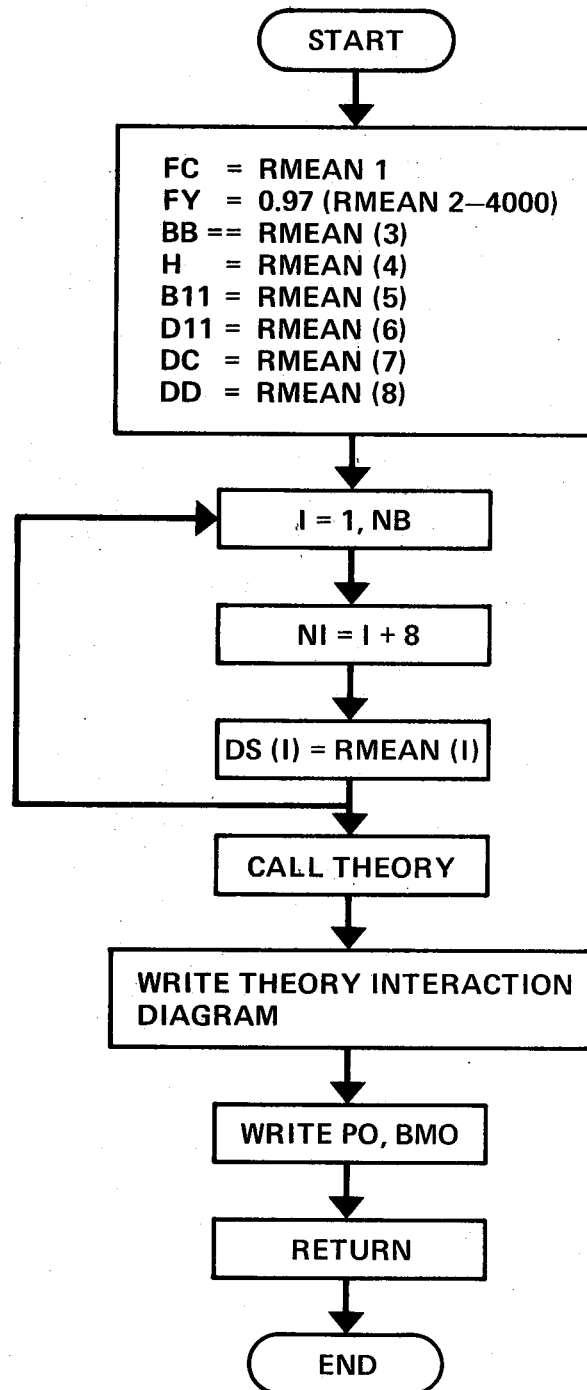 START
FC = RMEAN 1
FY = 0.97 (RMEAN 2–4000)
BB == RMEAN (3)
H = RMEAN (4)
B11 = RMEAN (5)
D11 = RMEAN (6)
DC = RMEAN (7)
DD = RMEAN (8)
I = 1, NB
NI = I + 8
DS (I) = RMEAN (I)
CALL THEORY
WRITE THEORY INTERACTION
DIAGRAM
WRITE PO, BMO
RETURN
END